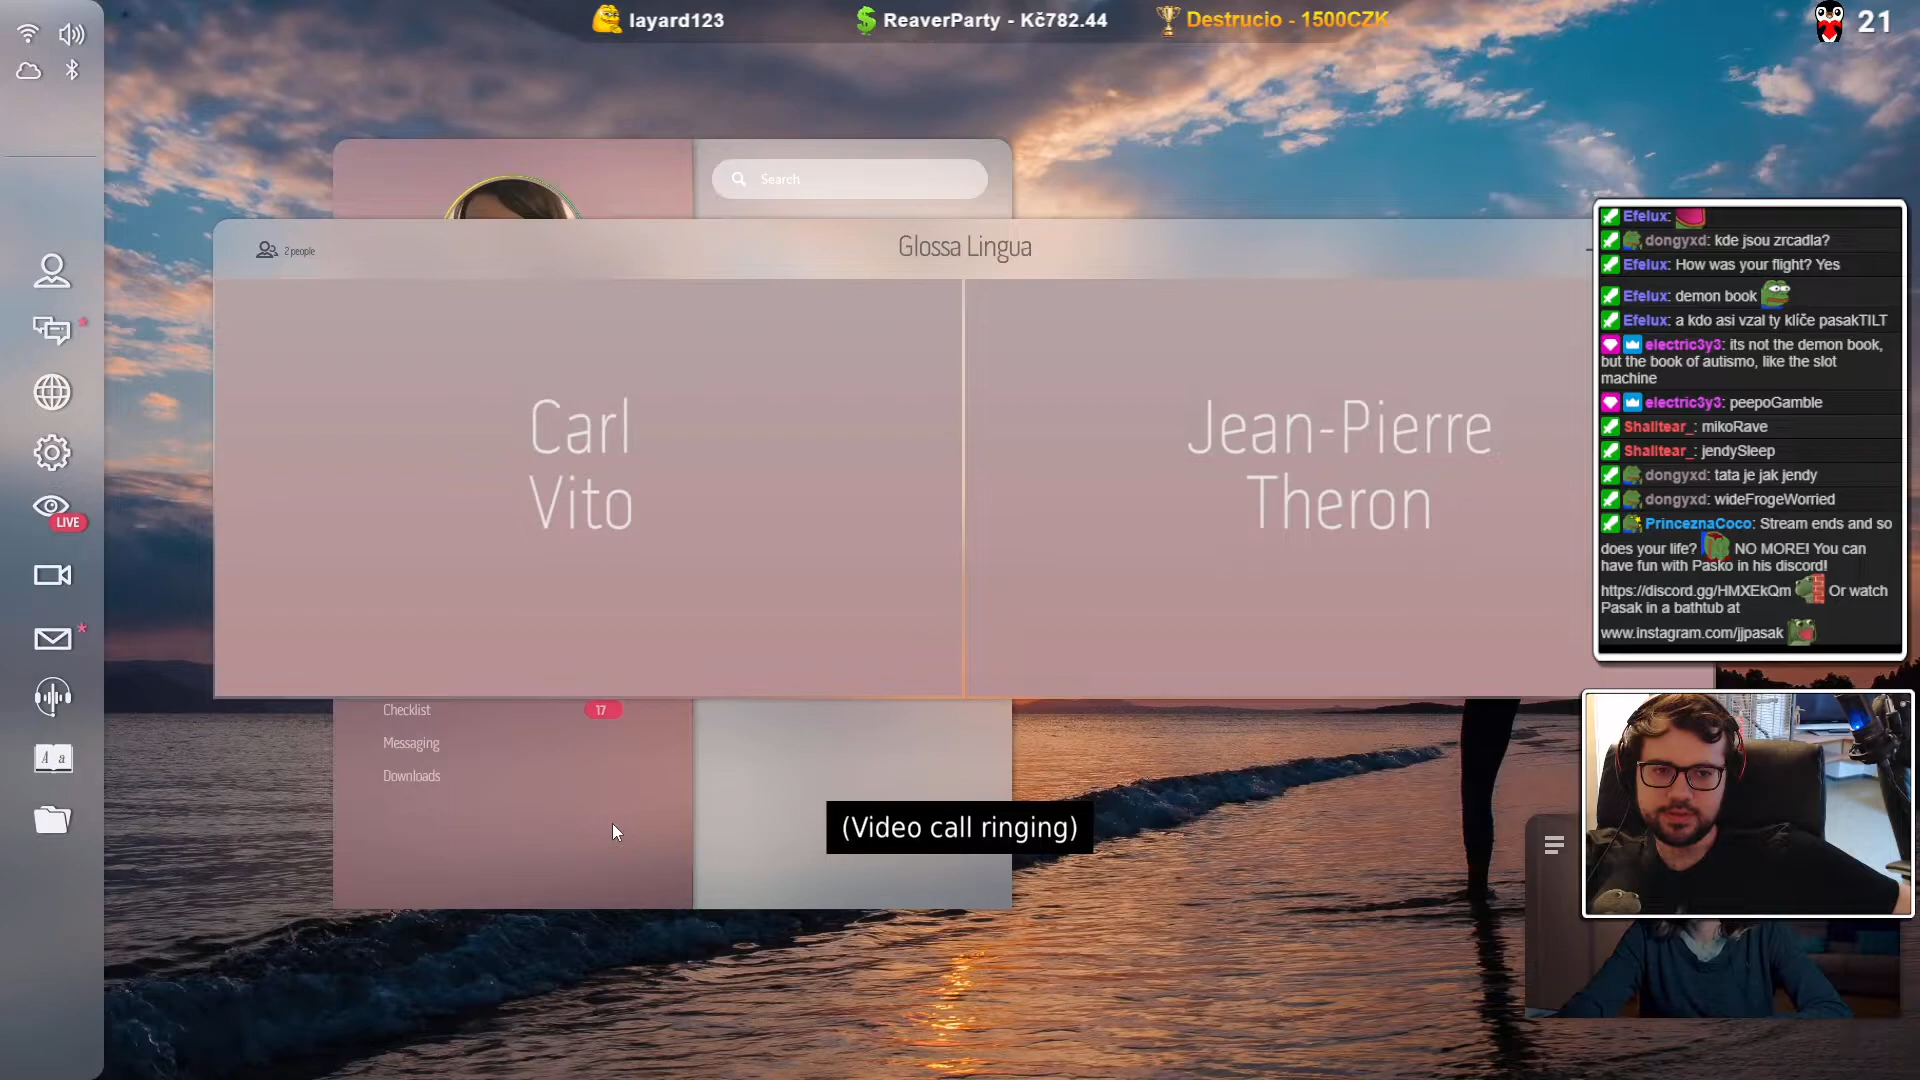 layard123
ReaverParty - Kč782.44
Destrucio - 1500CZK
21
Search
2 people
Glossa Lingua
Carl
Vito
Jean-Pierre
Theron
LIVE
A a
Checklist
17
Messaging
Downloads
(Video call ringing)
Efelux:
dongyxd: kde jsou zrcadla?
Efelux: How was your flight? Yes
Efelux: demon book
Efelux: a kdo asi vzal ty klíče pasakTILT
electric3y3: its not the demon book,
but the book of autismo, like the slot
machine
electric3y3: peepoGamble
Shalltear_: mikoRave
Shalltear_: jendySleep
dongyxd: tata je jak jendy
dongyxd: wideFrogeWorried
PrinceznaCoco: Stream ends and so
does your life? NO MORE! You can
have fun with Pasko in his discord!
https://discord.gg/HMXEkQm Or watch
Pasak in a bathtub at
www.instagram.com/jjpasak